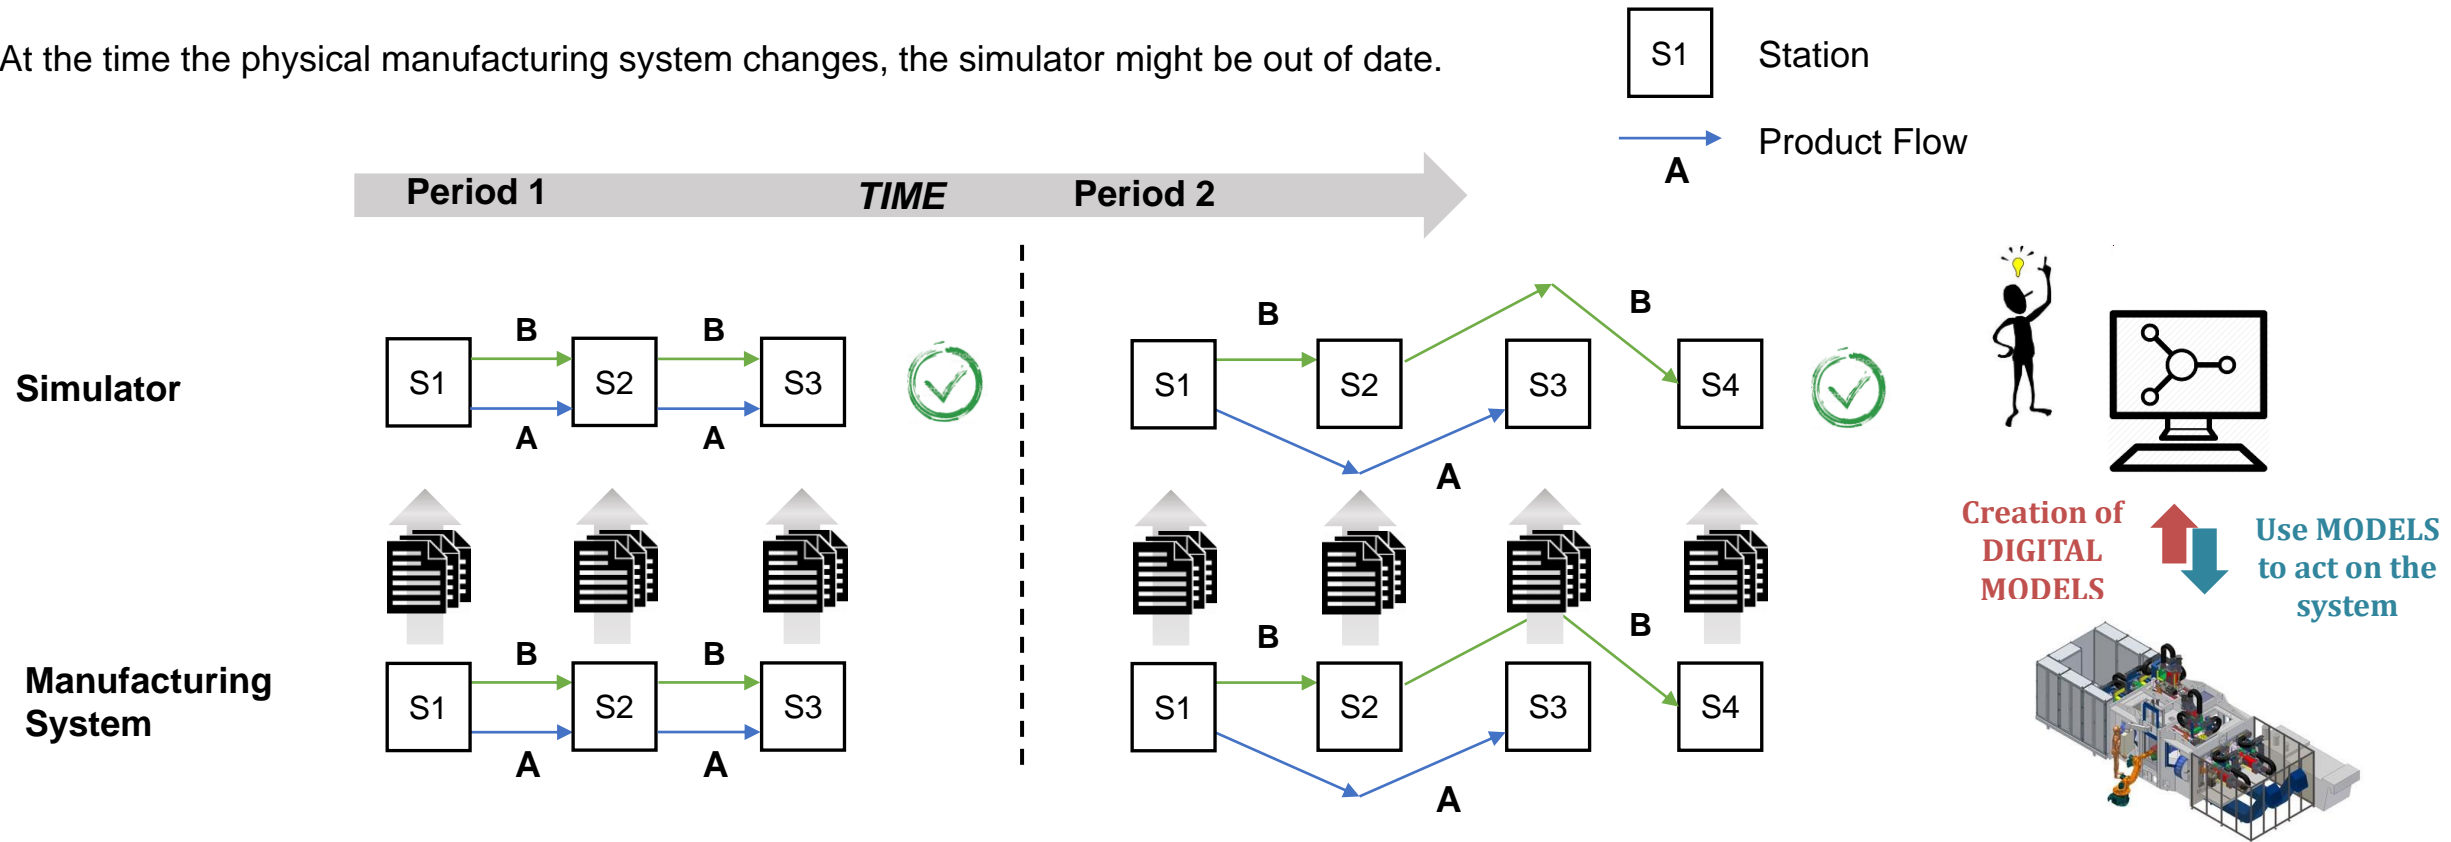 At the time the physical manufacturing system changes, the simulator might be out of date.
S1
Station
A
Product Flow
Period 1
TIME
Period 2
Simulator
S1
B
A
S2
B
A
S3
S1
B
S2
S3
B
S4
A
Creation of
DIGITAL
MODELS
Use MODELS
to act on the
system
Manufacturing
System
S1
B
A
S2
B
A
S3
S1
B
S2
S3
B
S4
A